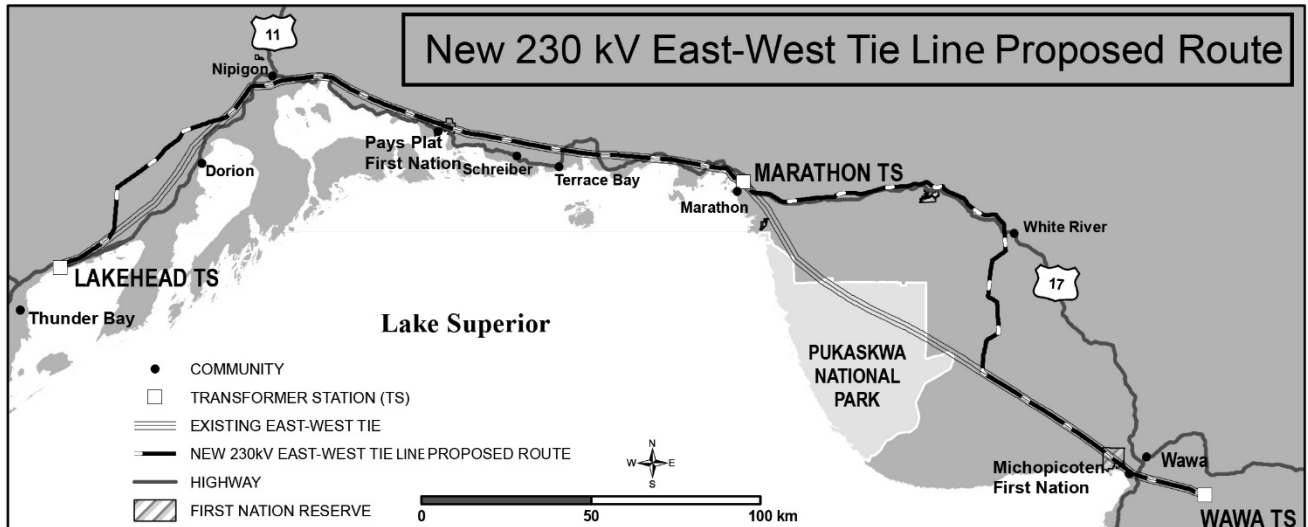 New 230 kV East-West Tie Line Proposed Route
11
Nipigon
Pays Plat
First Nation
Schreiber
Terrace Bay
Dorion
MARATHON TS
Marathon
White River
17
LAKEHEAD TS
Thunder Bay
Lake Superior
PUKASKWA
NATIONAL
PARK
COMMUNITY
TRANSFORMER STATION (TS)
EXISTING EAST-WEST TIE
NEW 230kV EAST-WEST TIE LINE PROPOSED ROUTE
HIGHWAY
FIRST NATION RESERVE
N
W E
S
0 50 100 km
Michopicoten
First Nation
Wawa
WAWA TS